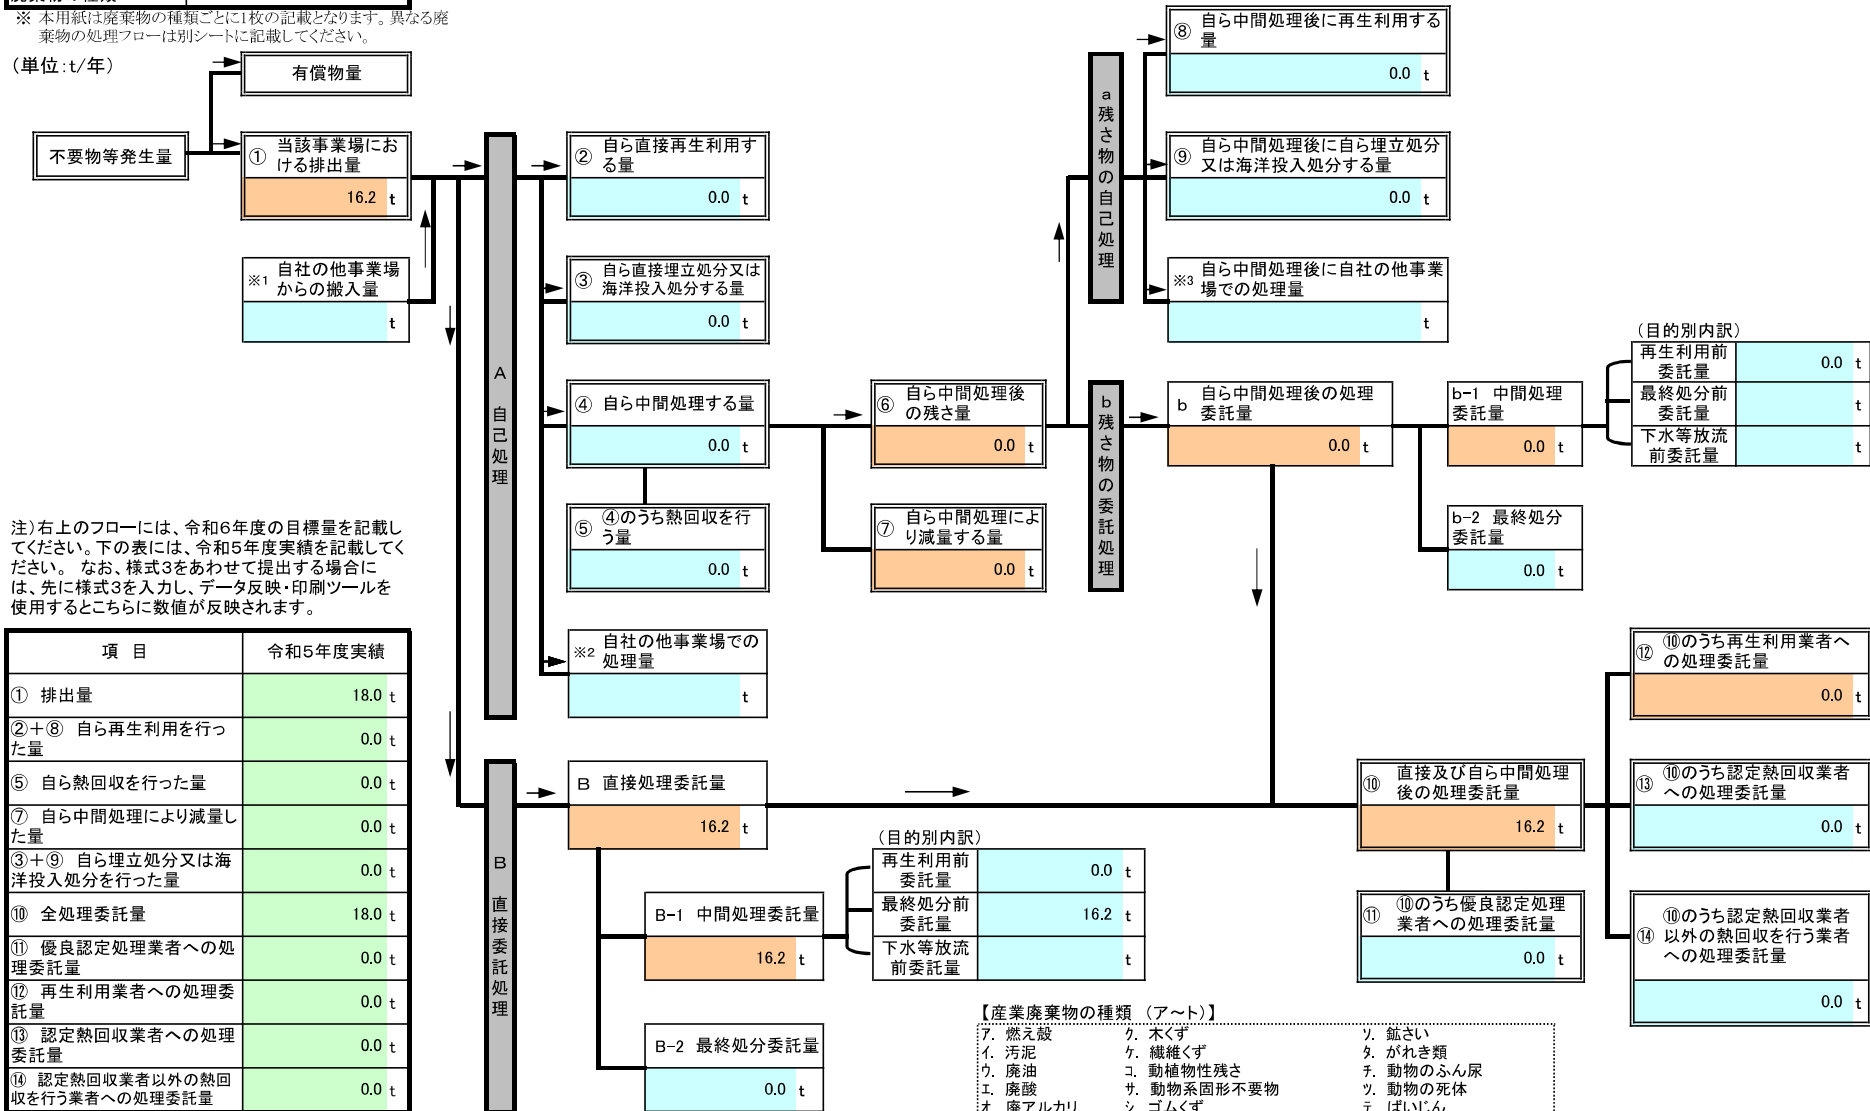 ※ 本用紙は廃棄物の種類ごとに1枚の記載となります。異なる廃
棄物の処理フローは別シートに記載してください。
(単位:t/年)
有償物量
不要物等発生量
① 当該事業場にお
ける排出量
16.2 t
※1 自社の他事業場
からの搬入量
t
A 自己処理
② 自ら直接再生利用す
る量
0.0 t
③ 自ら直接埋立処分又は
海洋投入処分する量
0.0 t
④ 自ら中間処理する量
0.0 t
⑤ ④のうち熱回収を行
う量
0.0 t
※2 自社の他事業場での
処理量
t
⑥ 自ら中間処理後
の残さ量
0.0 t
⑦ 自ら中間処理によ
り減量する量
0.0 t
a 残さ物の自己処理
⑧ 自ら中間処理後に再生利用する
量
0.0 t
⑨ 自ら中間処理後に自ら埋立処分
又は海洋投入処分する量
0.0 t
※3 自ら中間処理後に自社の他事業
場での処理量
t
b 残さ物の委託処理
b 自ら中間処理後の処理
委託量
0.0 t
b-1 中間処理
委託量
0.0 t
b-2 最終処分
委託量
0.0 t
(目的別内訳)
再生利用前
委託量
0.0 t
最終処分前
委託量
t
下水等放流
前委託量
t
注)右上のフローには、令和6年度の目標量を記載し
てください。下の表には、令和5年度実績を記載してく
ださい。 なお、様式3をあわせて提出する場合に
は、先に様式3を入力し、データ反映・印刷ツールを
使用するとこちらに数値が反映されます。
項 目 令和5年度実績
① 排出量 18.0 t
②+⑧ 自ら再生利用を行っ
た量 0.0 t
⑤ 自ら熱回収を行った量 0.0 t
⑦ 自ら中間処理により減量し
た量 0.0 t
③+⑨ 自ら埋立処分又は海
洋投入処分を行った量 0.0 t
⑩ 全処理委託量 18.0 t
⑪ 優良認定処理業者への処
理委託量 0.0 t
⑫ 再生利用業者への処理委
託量 0.0 t
⑬ 認定熱回収業者への処理
委託量 0.0 t
⑭ 認定熱回収業者以外の熱回
収を行う業者への処理委託量 0.0 t
B 直接委託処理
B 直接処理委託量
16.2 t
B-1 中間処理委託量
16.2 t
B-2 最終処分委託量
0.0 t
(目的別内訳)
再生利用前
委託量
0.0 t
最終処分前
委託量
16.2 t
下水等放流
前委託量
t
⑩ 直接及び自ら中間処理
後の処理委託量
16.2 t
⑪ ⑩のうち優良認定処理
業者への処理委託量
0.0 t
⑫ ⑩のうち再生利用業者へ
の処理委託量
0.0 t
⑬ ⑩のうち認定熱回収業者
への処理委託量
0.0 t
⑭ ⑩のうち認定熱回収業者
以外の熱回収を行う業者
への処理委託量
0.0 t
【産業廃棄物の種類 (ア~ト)】
ア. 燃え殻 ク. 木くず ソ. 鉱さい
イ. 汚泥 ケ. 繊維くず タ. がれき類
ウ. 廃油 コ. 動植物性残さ チ. 動物のふん尿
エ. 廃酸 サ. 動物系固形不要物 ツ. 動物の死体
オ. 廃アルカリ シ. ゴムくず テ. ばいじん